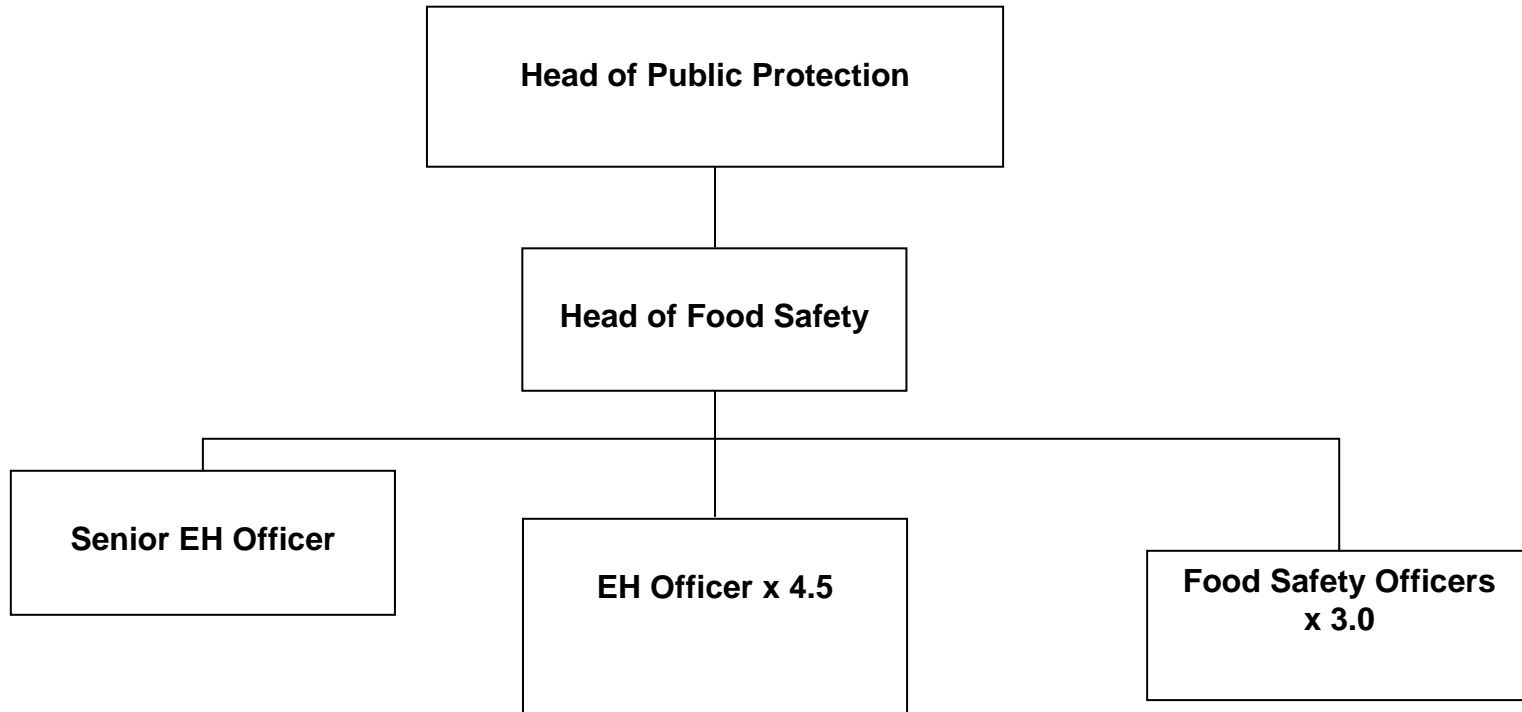 Head of Public Protection
Head of Food Safety
Senior EH Officer
EH Officer x 4.5
Food Safety Officers
x 3.0